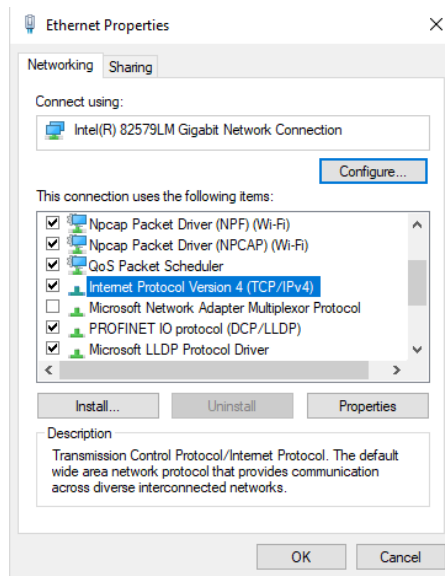 Ethernet Properties
Networking
Sharing
Connect using:
Intel(R) 82579LM Gigabit Network Connection
Configure...
This connection uses the following items:
Npcap Packet Driver (NPF) (Wi-Fi)
Npcap Packet Driver (NPCAP) (Wi-Fi)
QoS Packet Scheduler
Internet Protocol Version 4 (TCP/IPv4)
Microsoft Network Adapter Multiplexor Protocol
PROFINET IO protocol (DCP/LLDP)
Microsoft LLDP Protocol Driver
Install...
Uninstall
Properties
Description
Transmission Control Protocol/Internet Protocol. The default
wide area network protocol that provides communication
across diverse interconnected networks.
OK
Cancel